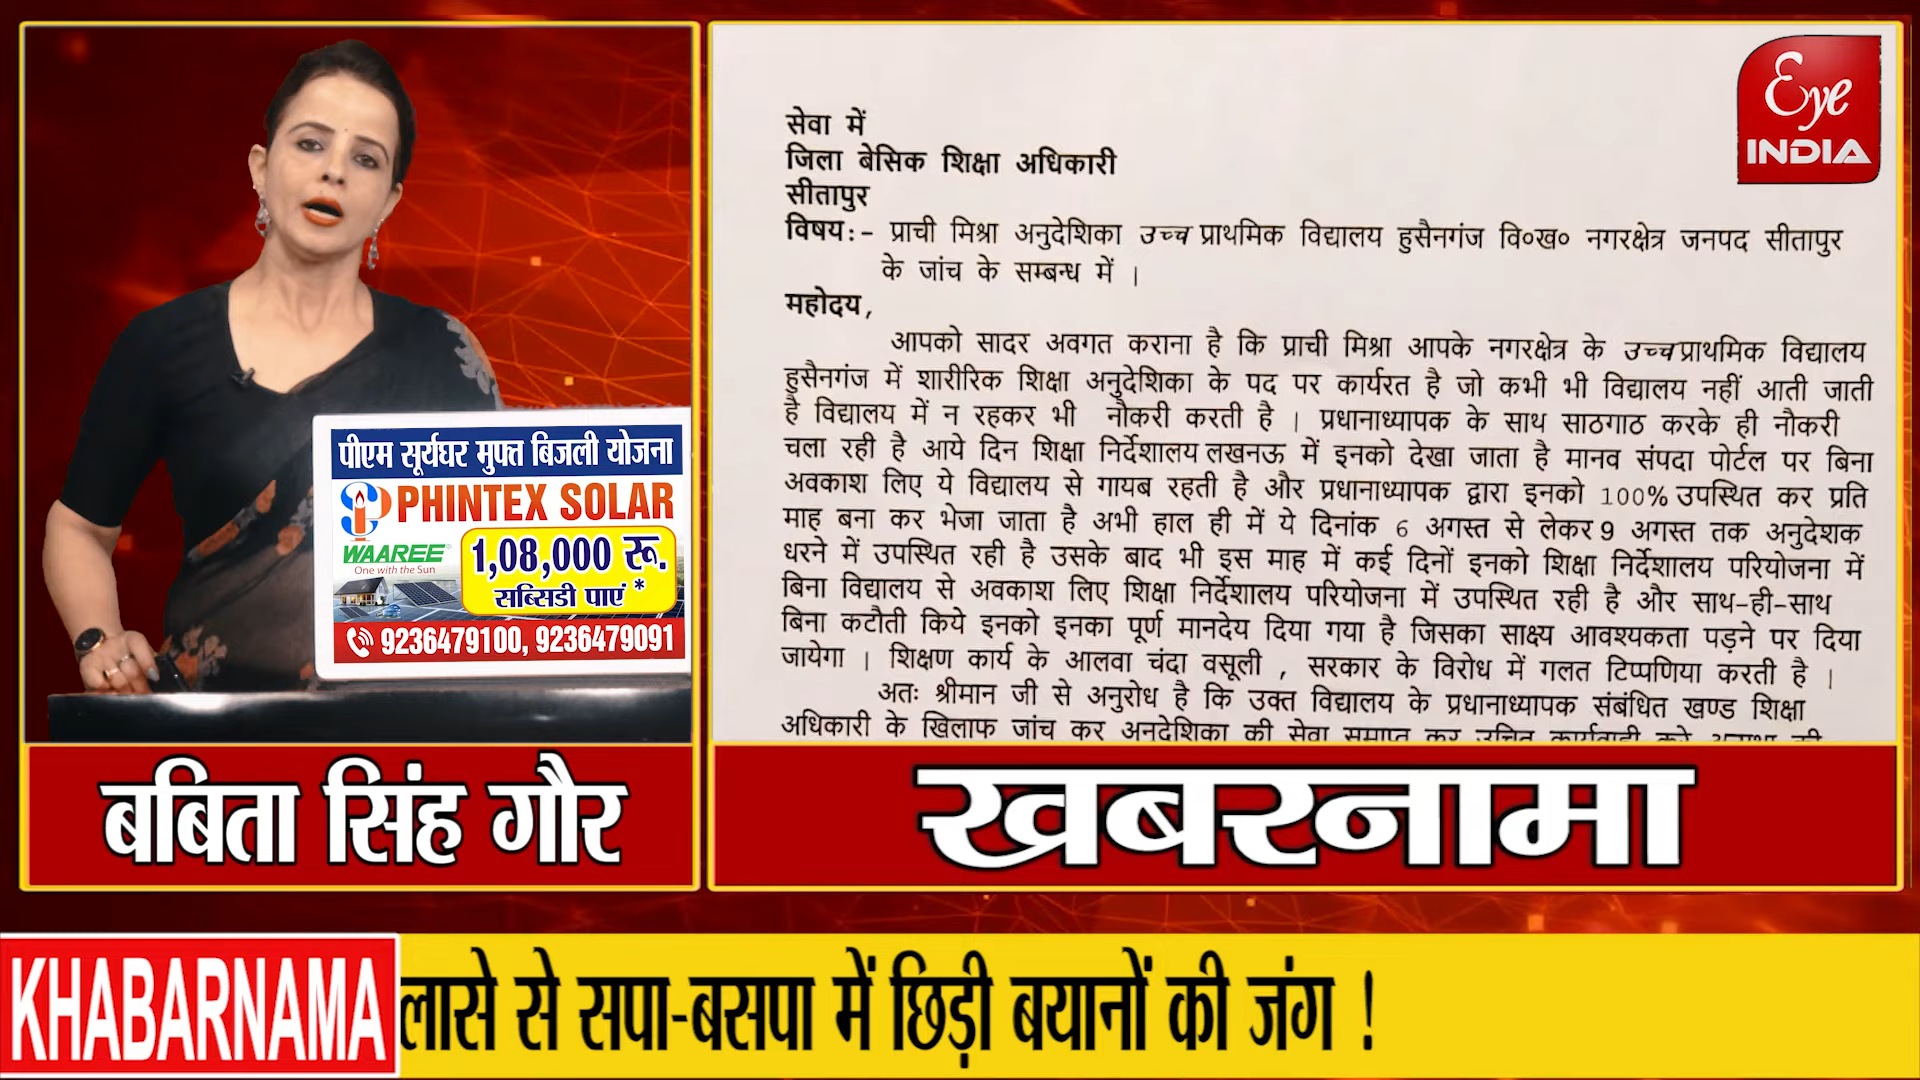 Eye
INDIA
सेवा में
जिला बेसिक शिक्षा अधिकारी
सीतापुर
विषय:- प्राची मिश्रा अनुदेशिका उच्च प्राथमिक विद्यालय हुसैनगंज वि०ख० नगरक्षेत्र जनपद सीतापुर
के जांच के सम्बन्ध में ।
महोदय,
आपको सादर अवगत कराना है कि प्राची मिश्रा आपके नगरक्षेत्र के उच्चप्राथमिक विद्यालय
हुसैनगंज में शारीरिक शिक्षा अनुदेशिका के पद पर कार्यरत है जो कभी भी विद्यालय नहीं आती जाती
है विद्यालय में न रहकर भी नौकरी करती है । प्रधानाध्यापक के साथ साठगाठ करके ही नौकरी
चला रही है आये दिन शिक्षा निर्देशालय लखनऊ में इनको देखा जाता है मानव संपदा पोर्टल पर बिना
अवकाश लिए ये विद्यालय से गायब रहती है और प्रधानाध्यापक द्वारा इनको 100% उपस्थित कर प्रति
माह बना कर भेजा जाता है अभी हाल ही में ये दिनांक 6 अगस्त से लेकर 9 अगस्त तक अनुदेशक
धरने में उपस्थित रही है उसके बाद भी इस माह में कई दिनों इनको शिक्षा निर्देशालय परियोजना में
बिना विद्यालय से अवकाश लिए शिक्षा निर्देशालय परियोजना में उपस्थित रही है और साथ-ही-साथ
बिना कटौती किये इनको इनका पूर्ण मानदेय दिया गया है जिसका साक्ष्य आवश्यकता पड़ने पर दिया
जायेगा । शिक्षण कार्य के आलवा चंदा वसूली , सरकार के विरोध में गलत टिप्पणिया करती है ।
अतः श्रीमान जी से अनुरोध है कि उक्त विद्यालय के प्रधानाध्यापक संबंधित खण्ड शिक्षा
अधिकारी के खिलाफ जांच कर अनुदेशिका की सेवा समाप्त कर उचित कार्यवाही करे
पीएम सूर्यघर मुफ्त बिजली योजना
PHINTEX SOLAR
WAAREE
One with the Sun
1,08,000 रू.
सब्सिडी पाएं *
9236479100, 9236479091
बबिता सिंह गौर
खबरनामा
KHABARNAMA
लासे से सपा-बसपा में छिड़ी बयानों की जंग !